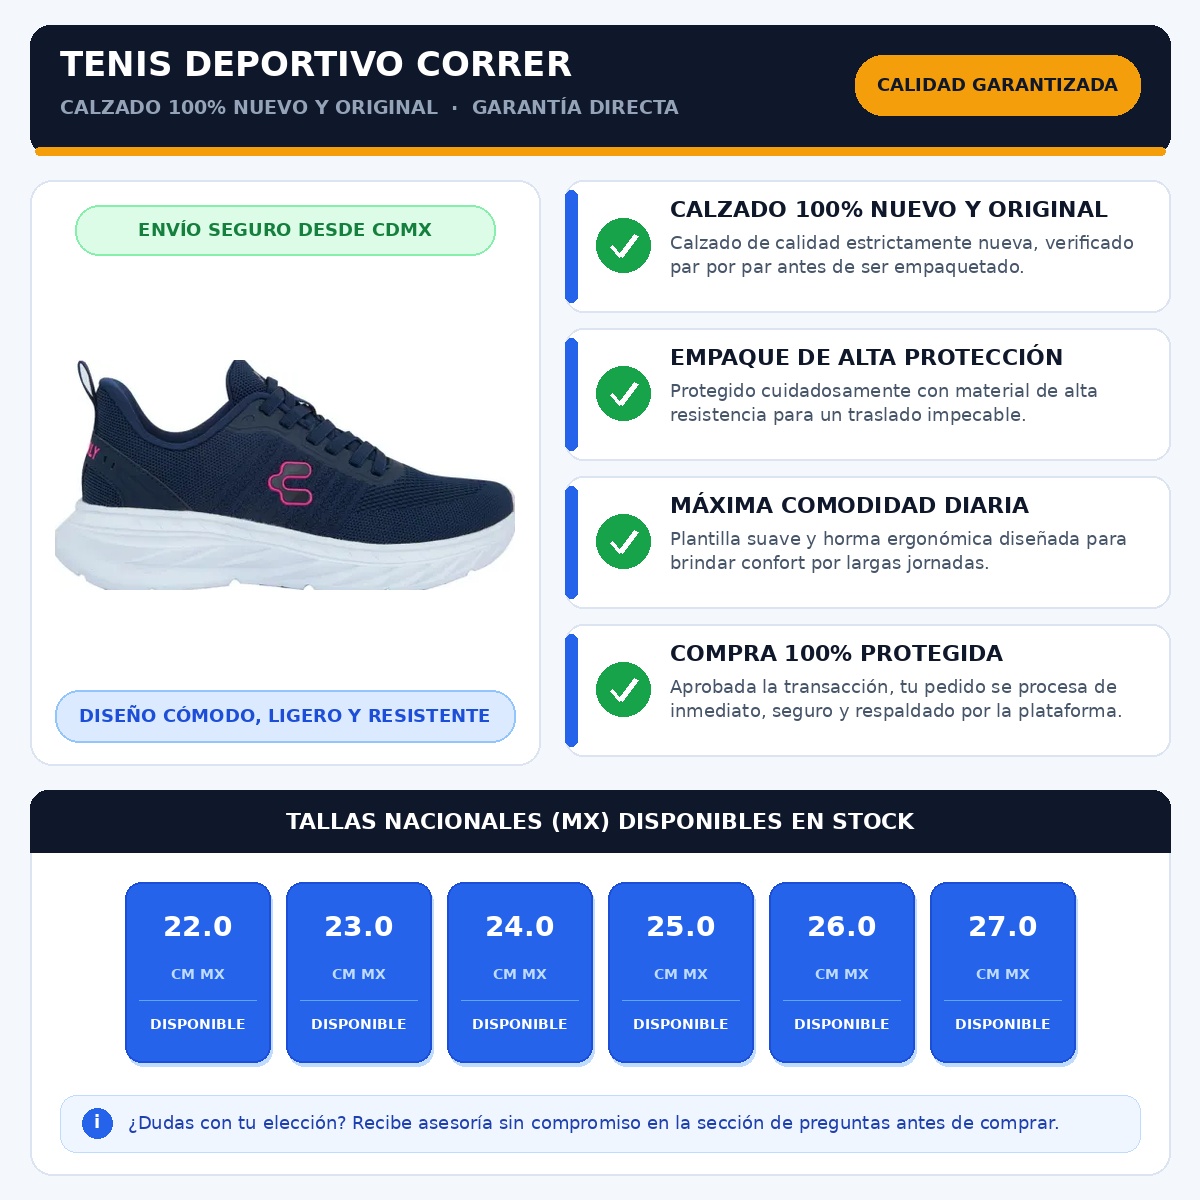 TENIS DEPORTIVO CORRER
CALZADO 100% NUEVO Y ORIGINAL · GARANTÍA DIRECTA
CALIDAD GARANTIZADA
ENVÍO SEGURO DESDE CDMX
LY
DISEÑO CÓMODO, LIGERO Y RESISTENTE
CALZADO 100% NUEVO Y ORIGINAL
Calzado de calidad estrictamente nueva, verificado
par por par antes de ser empaquetado.
EMPAQUE DE ALTA PROTECCIÓN
Protegido cuidadosamente con material de alta
resistencia para un traslado impecable.
MÁXIMA COMODIDAD DIARIA
Plantilla suave y horma ergonómica diseñada para
brindar confort por largas jornadas.
COMPRA 100% PROTEGIDA
Aprobada la transacción, tu pedido se procesa de
inmediato, seguro y respaldado por la plataforma.
TALLAS NACIONALES (MX) DISPONIBLES EN STOCK
22.0
CM MX
DISPONIBLE
23.0
CM MX
DISPONIBLE
24.0
CM MX
DISPONIBLE
25.0
CM MX
DISPONIBLE
26.0
CM MX
DISPONIBLE
27.0
CM MX
DISPONIBLE
i
¿Dudas con tu elección? Recibe asesoría sin compromiso en la sección de preguntas antes de comprar.